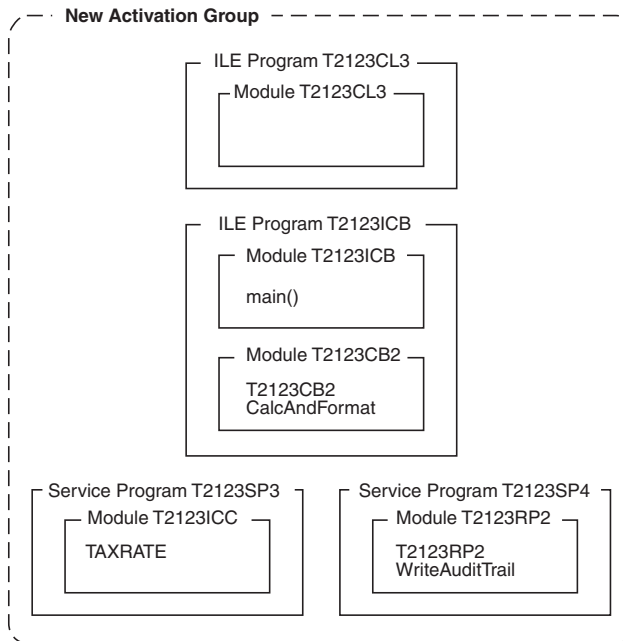 New Activation Group
ILE Program T2123CL3
Module T2123CL3
ILE Program T2123ICB
Module T2123ICB
main()
Module T2123CB2
T2123CB2
CalcAndFormat
Service Program T2123SP3
Module T2123ICC
TAXRATE
Service Program T2123SP4
Module T2123RP2
T2123RP2
WriteAuditTrail